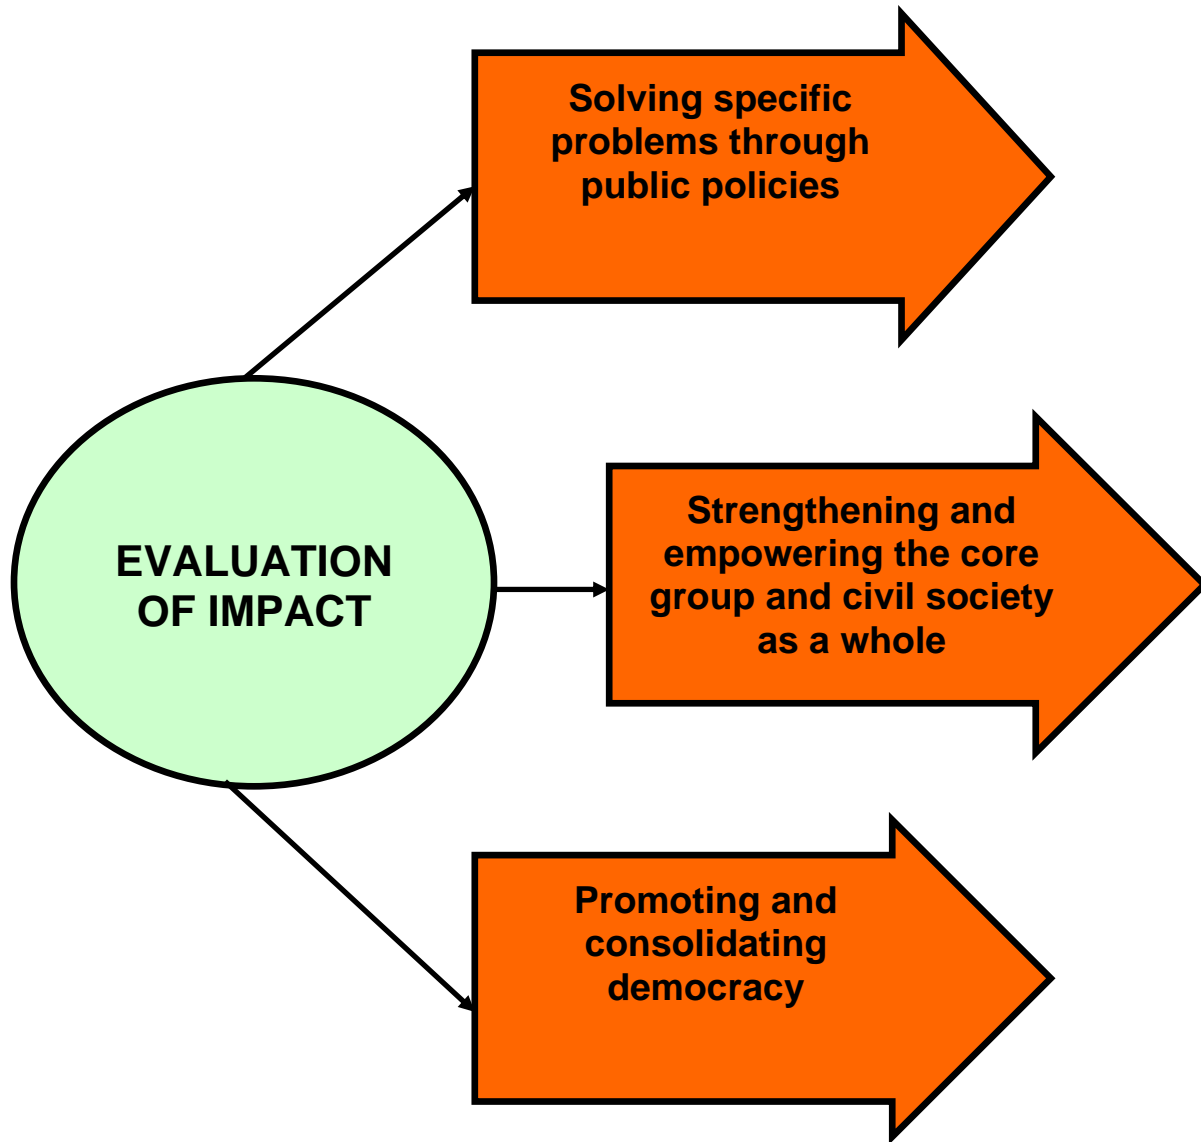 Solving specific
problems through
public policies
EVALUATION
OF IMPACT
Strengthening and
empowering the core
group and civil society
as a whole
Promoting and
consolidating
democracy